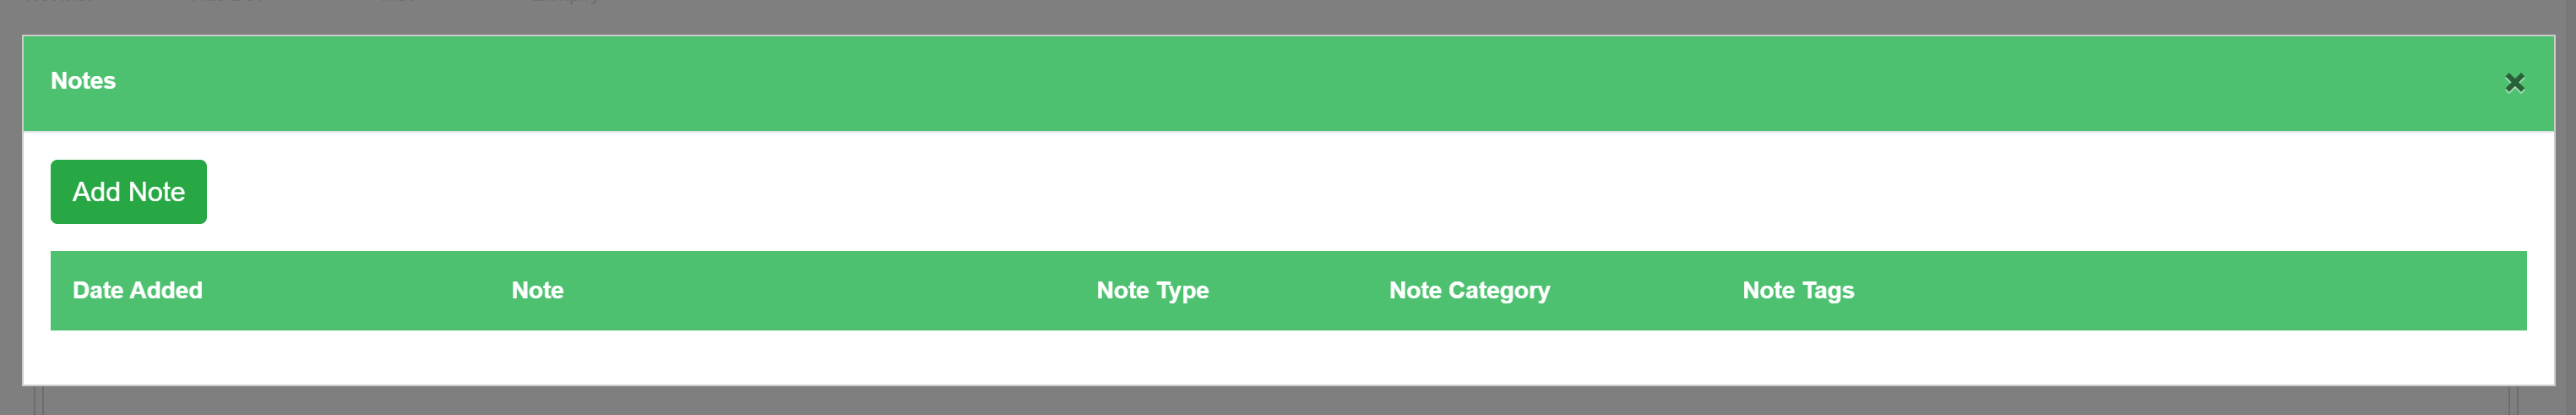 Notes
×
Add Note
Date Added Note Note Type Note Category Note Tags